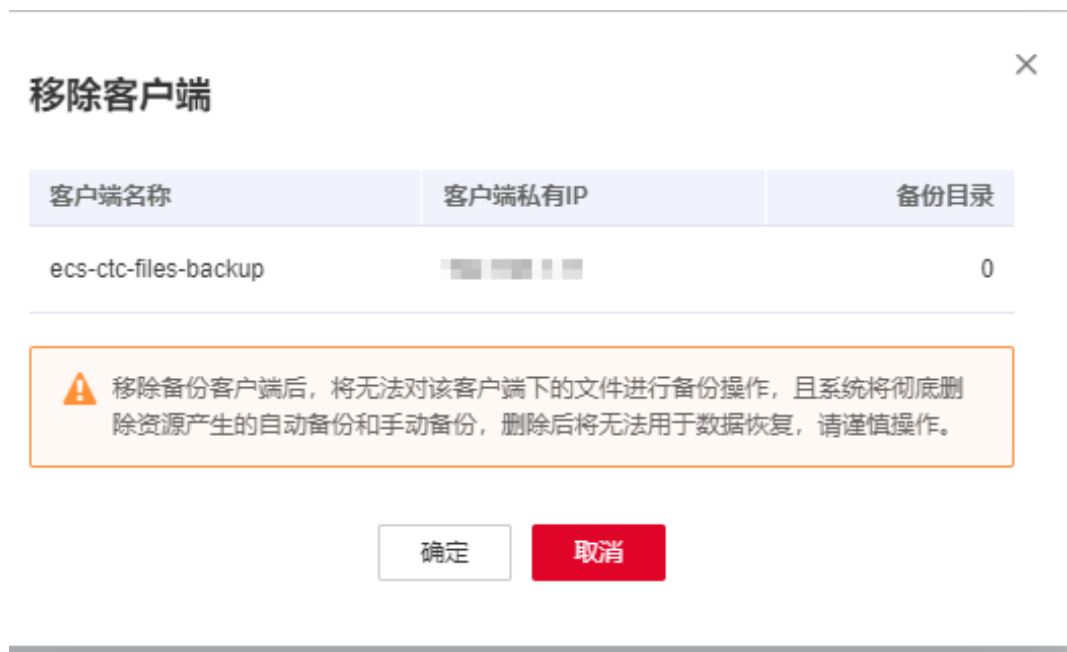 移除客户端
客户端名称 客户端私有IP 备份目录
ecs-ctc-files-backup 0
移除备份客户端后，将无法对该客户端下的文件进行备份操作，且系统将彻底删
除资源产生的自动备份和手动备份，删除后将无法用于数据恢复，请谨慎操作。
确定 取消